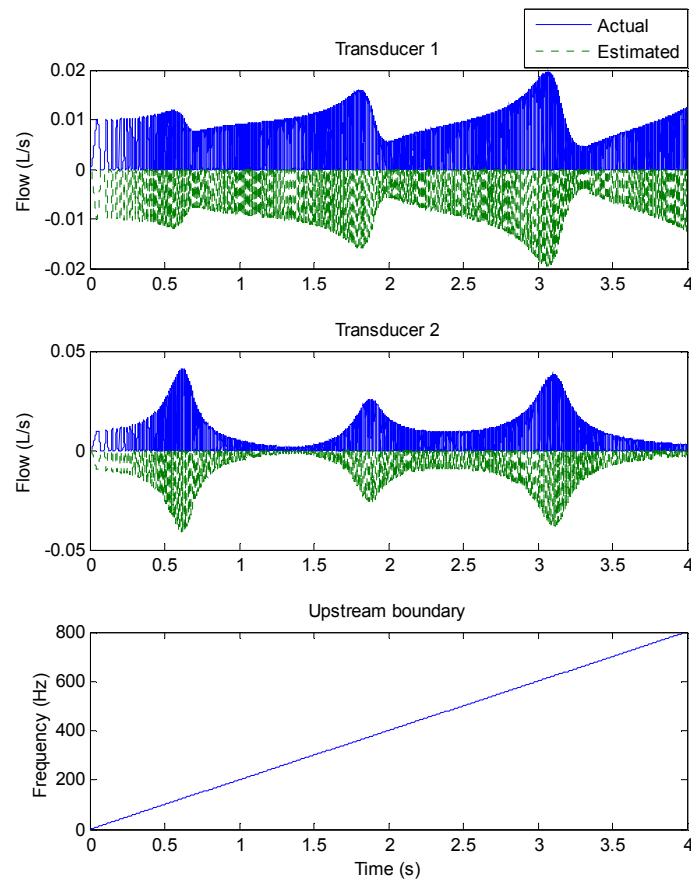 Actual
Estimated
Transducer 1
0.02
0.01
0
-0.01
-0.02
Flow (L/s)
0 0.5 1 1.5 2 2.5 3 3.5 4
Transducer 2
0.05
0
-0.05
Flow (L/s)
0 0.5 1 1.5 2 2.5 3 3.5 4
Upstream boundary
800
600
400
200
0
Frequency (Hz)
0 0.5 1 1.5 2 2.5 3 3.5 4
Time (s)